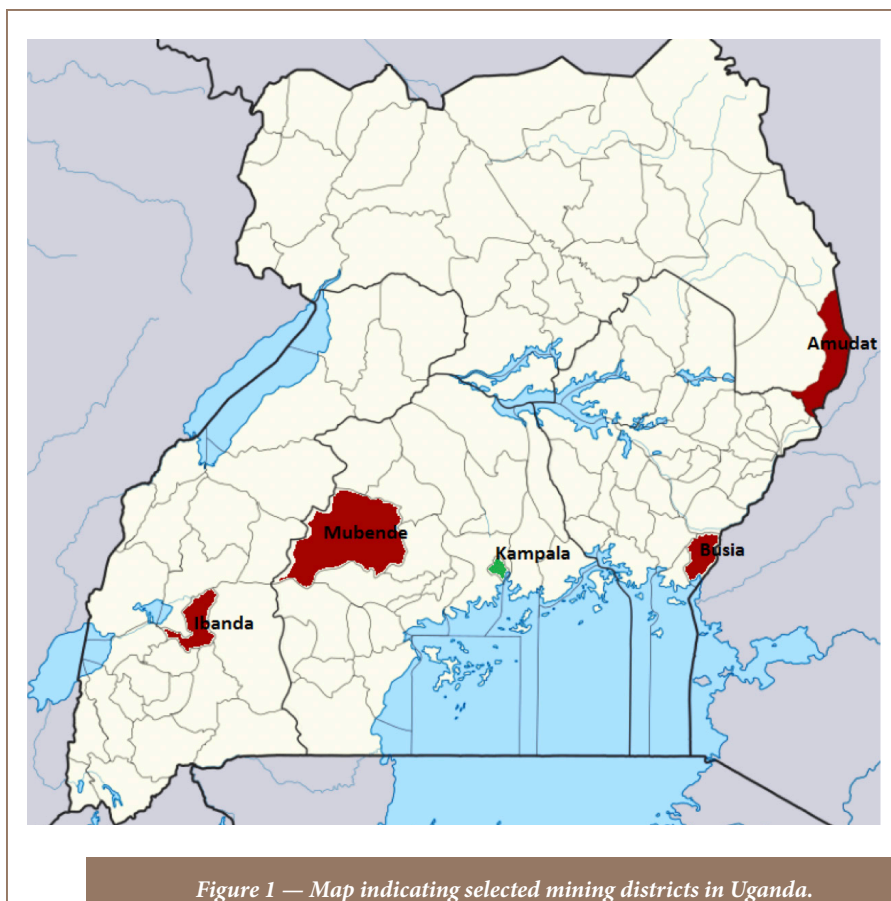 Amudat
Mubende
Kampala
Busia
Ibanda
Figure 1 — Map indicating selected mining districts in Uganda.